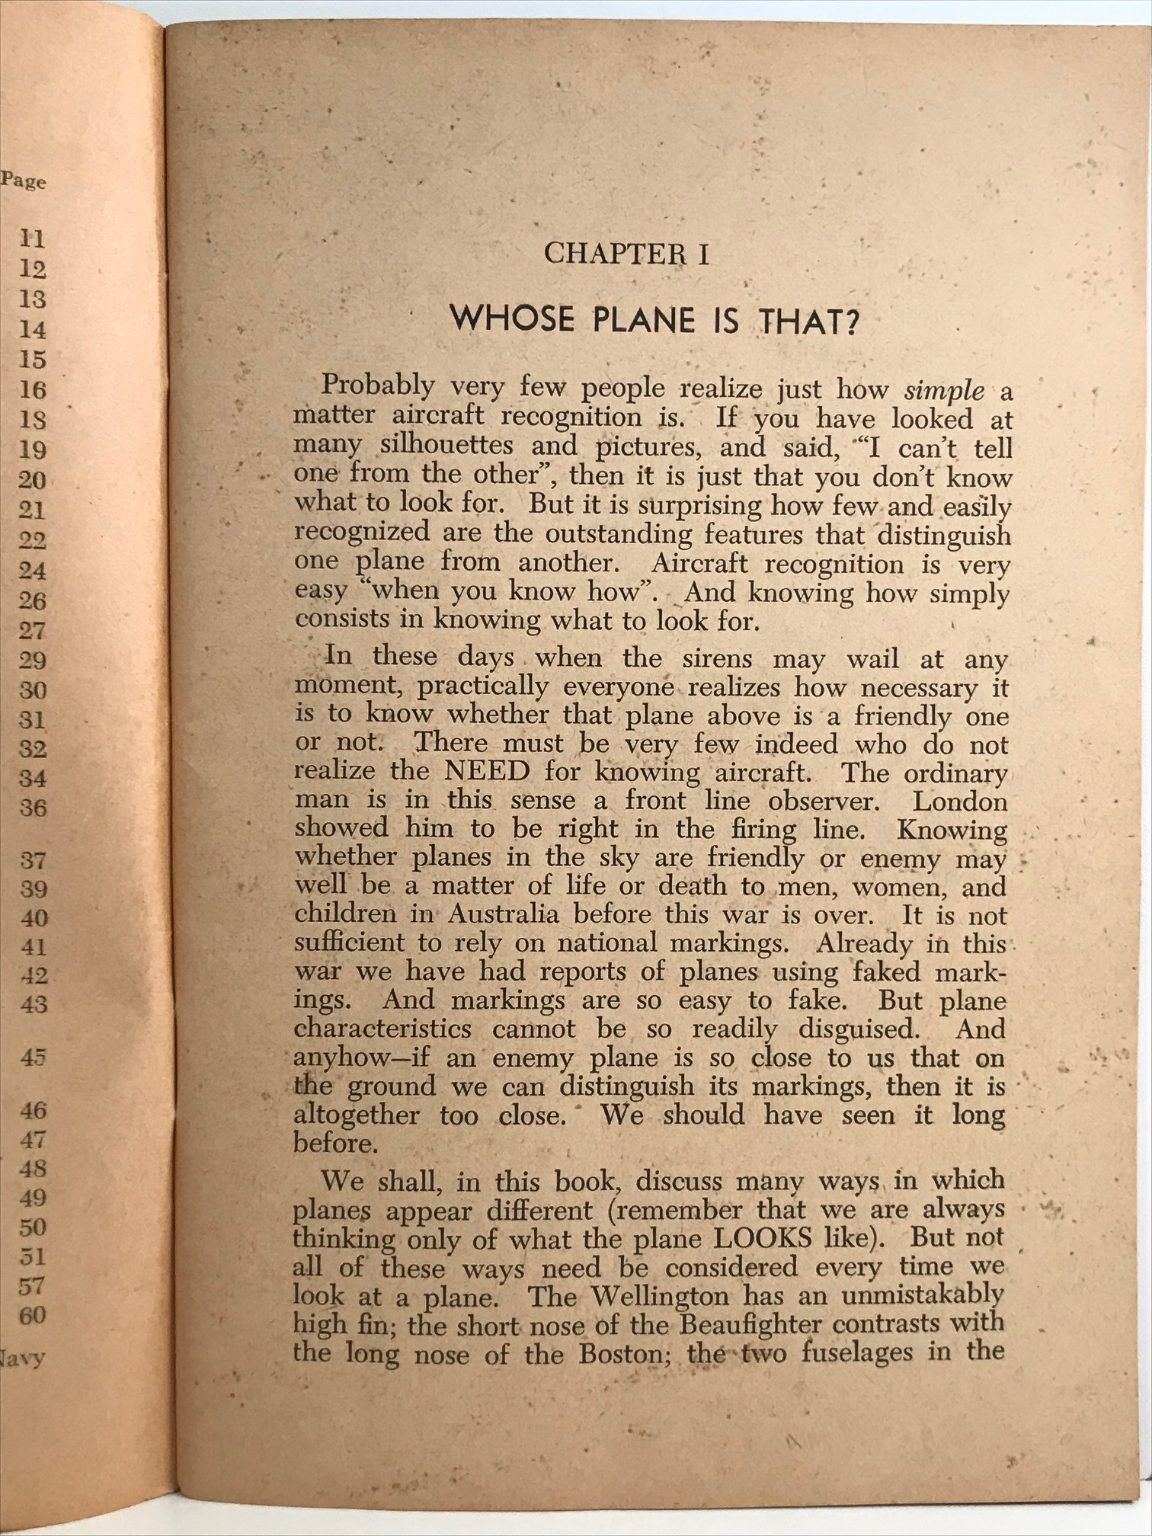 Page
11
12
13
14
15
16
18
19
20
21
22
24
26
27
29
30
31
32
34
36
37
39
40
41
42
43
45
46
47
48
49
50
51
57
60
CHAPTER I
WHOSE PLANE IS THAT?
Probably very few people realize just how simple a
matter aircraft recognition is. If you have looked at
many silhouettes and pictures, and said, “I can’t tell
one from the other”, then it is just that you don’t know
what to look for. But it is surprising how few and easily
recognized are the outstanding features that distinguish
one plane from another. Aircraft recognition is very
easy “when you know how”. And knowing how simply
consists in knowing what to look for.
In these days when the sirens may wail at any
moment, practically everyone realizes how necessary it
is to know whether that plane above is a friendly one
or not. There must be very few indeed who do not
realize the NEED for knowing aircraft. The ordinary
man is in this sense a front line observer. London
showed him to be right in the firing line. Knowing
whether planes in the sky are friendly or enemy may
well be a matter of life or death to men, women, and
children in Australia before this war is over. It is not
sufficient to rely on national markings. Already in this
war we have had reports of planes using faked mark-
ings. And markings are so easy to fake. But plane
characteristics cannot be so readily disguised. And
anyhow—if an enemy plane is so close to us that on
the ground we can distinguish its markings, then it is
altogether too close. We should have seen it long
before.
We shall, in this book, discuss many ways in which
planes appear different (remember that we are always
thinking only of what the plane LOOKS like). But not
all of these ways need be considered every time we
look at a plane. The Wellington has an unmistakably
high fin; the short nose of the Beaufighter contrasts with
the long nose of the Boston; the two fuselages in the